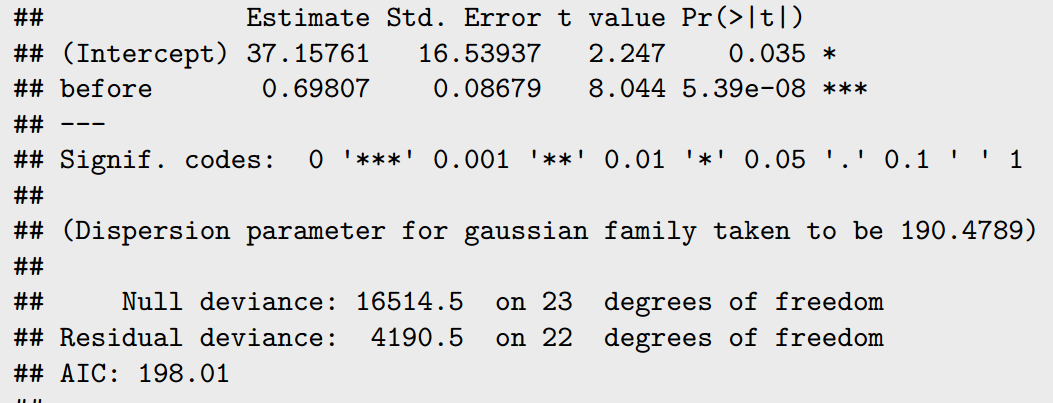 ##             Estimate Std. Error t value Pr(>|t|)
## (Intercept) 37.15761   16.53937   2.247    0.035 *
## before       0.69807    0.08679   8.044 5.39e-08 ***
## ---
## Signif. codes:  0 '***' 0.001 '**' 0.01 '*' 0.05 '.' 0.1 ' ' 1
##
## (Dispersion parameter for gaussian family taken to be 190.4789)
##
##     Null deviance: 16514.5  on 23  degrees of freedom
## Residual deviance:  4190.5  on 22  degrees of freedom
## AIC: 198.01
##